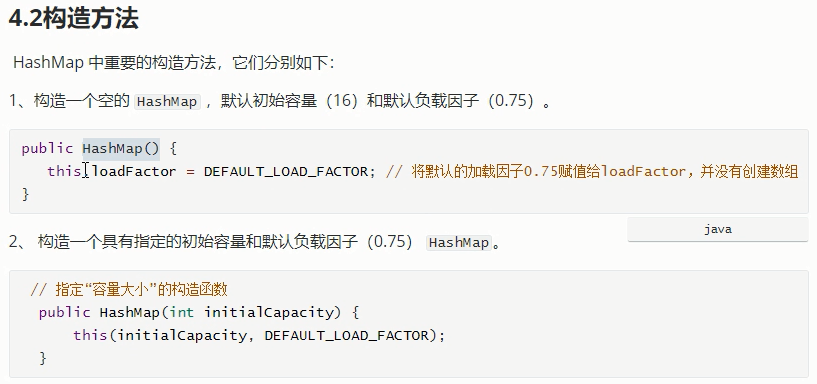 4.2构造方法
HashMap 中重要的构造方法，它们分别如下：
1、构造一个空的 HashMap ，默认初始容量（16）和默认负载因子（0.75）。
public HashMap() {
this.loadFactor = DEFAULT_LOAD_FACTOR; // 将默认的加载因子0.75赋值给loadFactor，并没有创建数组
}
java
2、 构造一个具有指定的初始容量和默认负载因子（0.75） HashMap。
// 指定“容量大小”的构造函数
public HashMap(int initialCapacity) {
this(initialCapacity, DEFAULT_LOAD_FACTOR);
}